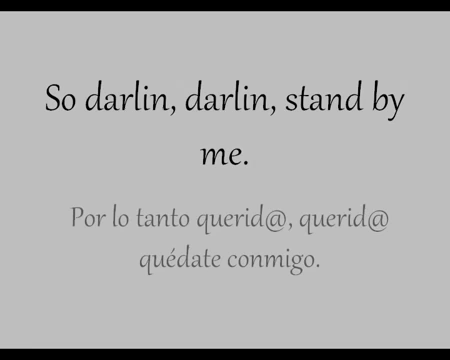 So darlin, darlin, stand by
me.
Por lo tanto querid@, querid@
quédate conmigo.